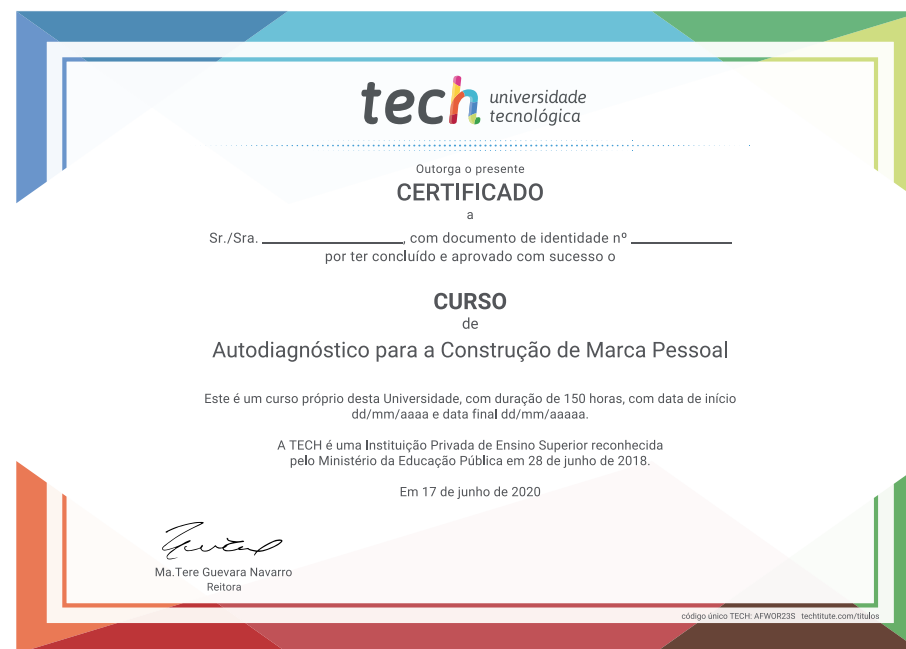 tech universidade
tecnológica
Outorga o presente
CERTIFICADO
a
Sr./Sra. ________________, com documento de identidade nº ____________
por ter concluído e aprovado com sucesso o
CURSO
de
Autodiagnóstico para a Construção de Marca Pessoal
Este é um curso próprio desta Universidade, com duração de 150 horas, com data de início
dd/mm/aaaa e data final dd/mm/aaaaa.
A TECH é uma Instituição Privada de Ensino Superior reconhecida
pelo Ministério da Educação Pública em 28 de junho de 2018.
Em 17 de junho de 2020
Ma.Tere Guevara Navarro
Reitora
código único TECH: AFWOR23S techtitute.com/titulos